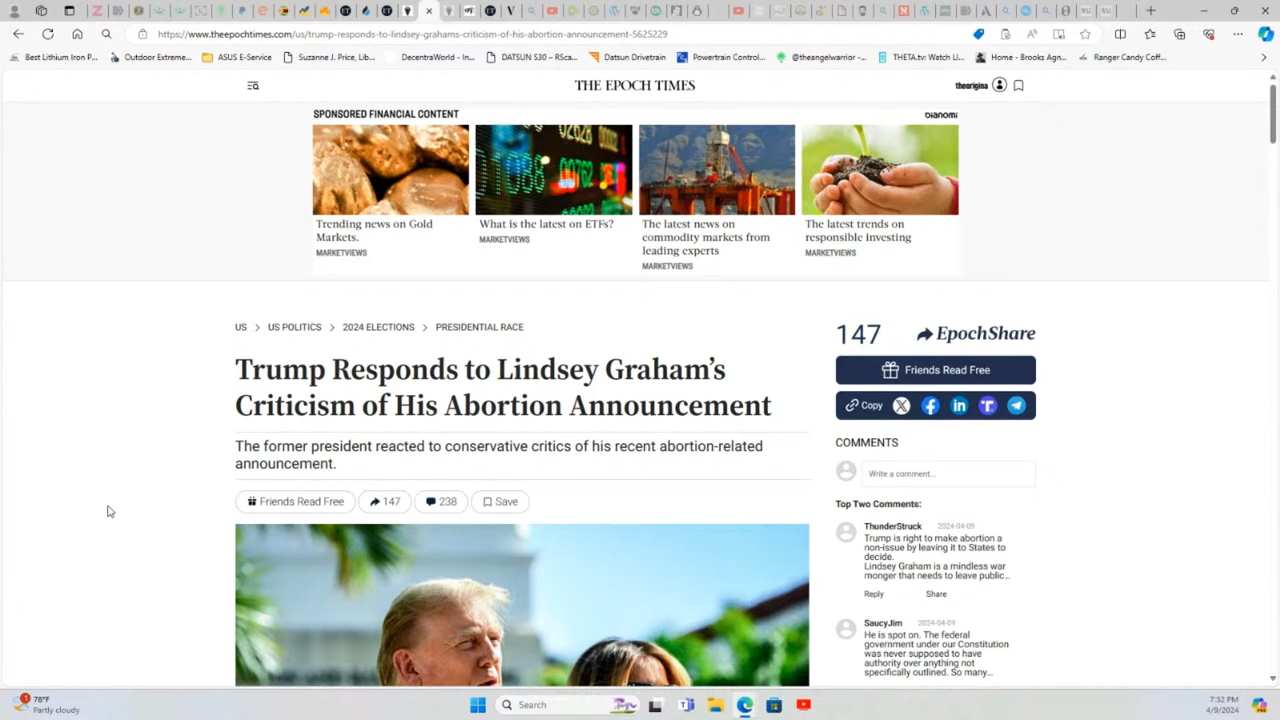 https://www.theepochtimes.com/us/trump-responds-to-lindsey-grahams-criticism-of-his-abortion-announcement-5625229
Best Lithium Iron P...
Outdoor Extreme...
ASUS E-Service
Suzanne J. Price, Lib...
DecentraWorld - In...
DATSUN S30 – RSca...
Datsun Drivetrain
Powertrain Control...
@theangelwarrior -...
THETA.tv: Watch Li...
Home - Brooks Agn...
Ranger Candy Coff...
THE EPOCH TIMES
theorigina
SPONSORED FINANCIAL CONTENT
bianomi
Trending news on Gold
Markets.
MARKETVIEWS
What is the latest on ETFs?
MARKETVIEWS
The latest news on
commodity markets from
leading experts
MARKETVIEWS
The latest trends on
responsible investing
MARKETVIEWS
US > US POLITICS > 2024 ELECTIONS > PRESIDENTIAL RACE
Trump Responds to Lindsey Graham’s
Criticism of His Abortion Announcement
The former president reacted to conservative critics of his recent abortion-related
announcement.
Friends Read Free
147
238
Save
147
EpochShare
Friends Read Free
Copy
COMMENTS
Write a comment...
Top Two Comments:
ThunderStruck 2024-04-09
Trump is right to make abortion a
non-issue by leaving it to States to
decide.
Lindsey Graham is a mindless war
monger that needs to leave public...
Reply Share
SaucyJim 2024-04-09
He is spot on. The federal
government under our Constitution
was never supposed to have
authority over anything not
specifically outlined. So many...
1
78°F
Partly cloudy
Search
7:32 PM
4/9/2024